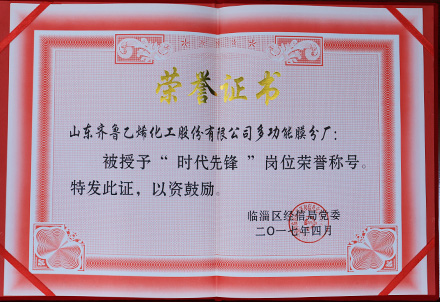 荣誉证书
山东齐鲁乙烯化工股份有限公司多功能膜分厂：
被授予“时代先锋”岗位荣誉称号。
特发此证，以资鼓励。
临淄区经信局党委
二〇一七年四月